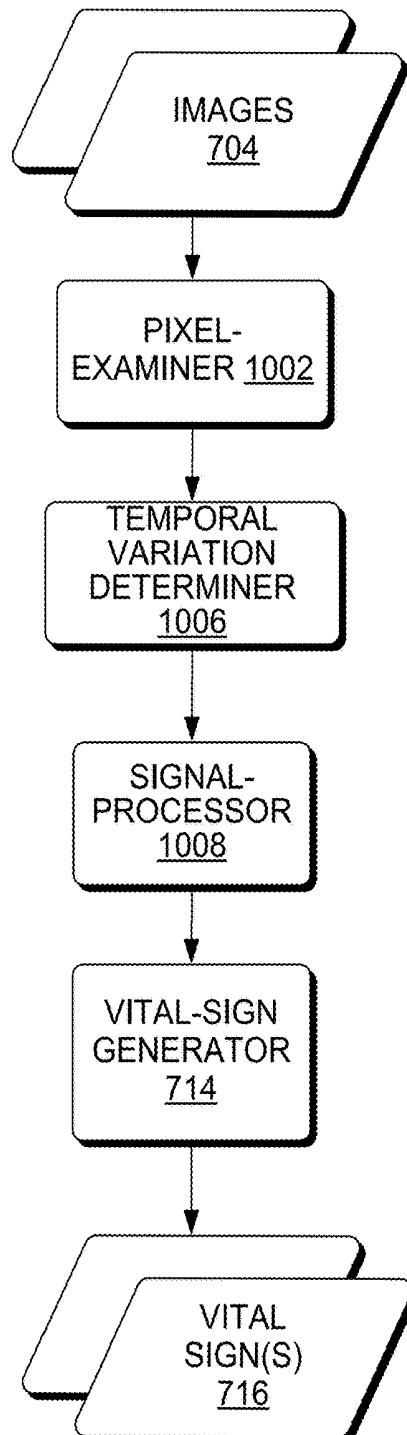 IMAGES
704
PIXEL-
EXAMINER 1002
TEMPORAL
VARIATION
DETERMINER
1006
SIGNAL-
PROCESSOR
1008
VITAL-SIGN
GENERATOR
714
VITAL
SIGN(S)
716